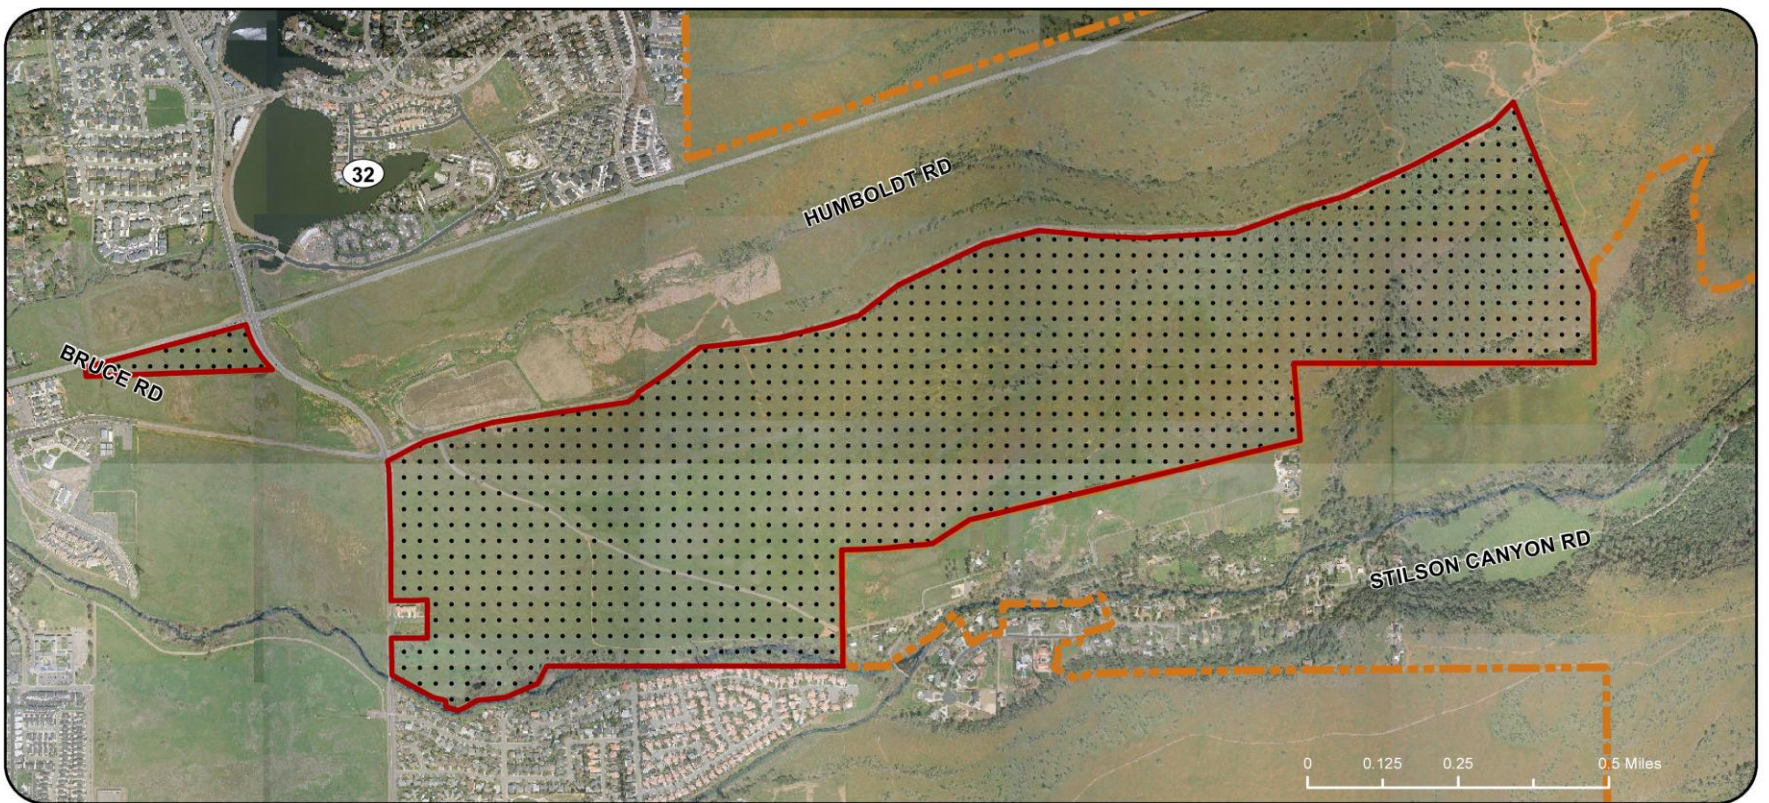 32
HUMBOLDT RD
BRUCE RD
STILSON CANYON RD
0 0.125 0.25 0.5 Miles